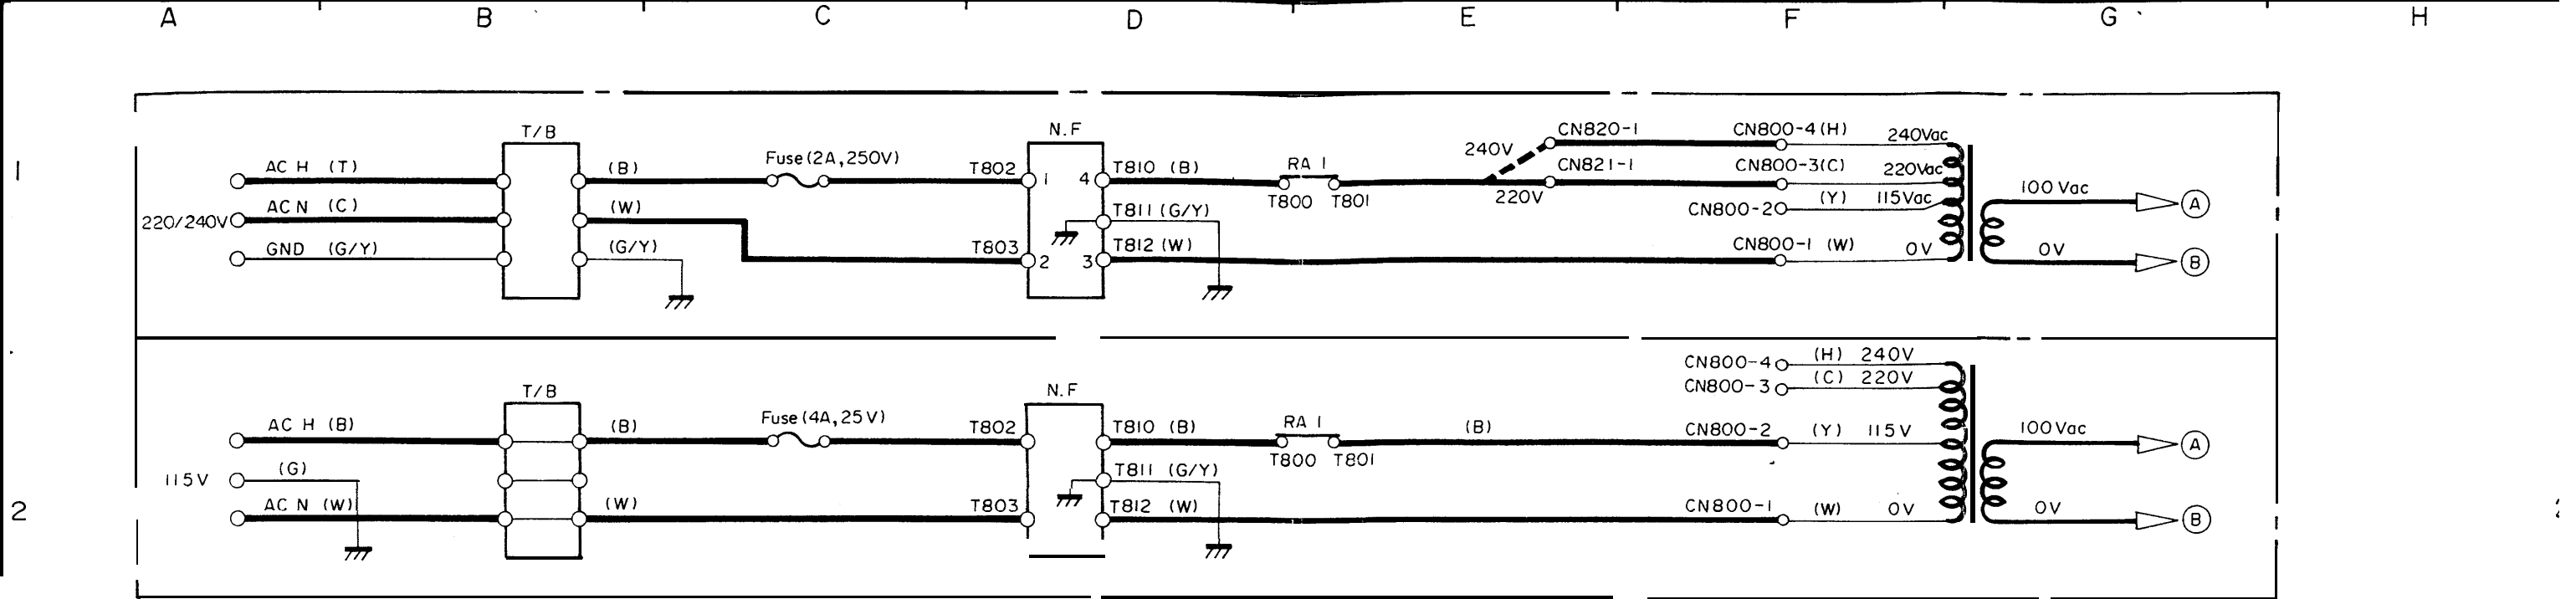 A B C D E F G H
1
T/B
N.F
220/240V
AC H (T)
AC N (C)
GND (G/Y)
(B)
(W)
(G/Y)
Fuse(2A,250V)
T802
T803
1 4
2 3
T810 (B)
T811 (G/Y)
T812 (W)
RA 1
T800 T801
240V
220V
CN820-1
CN821-1
CN800-4(H)
CN800-3(C)
CN800-2
CN800-1 (W)
(Y)
240Vac
220Vac
115Vac
0V
100Vac
0V
A
B
2
T/B
N.F
115V
AC H (B)
(G)
AC N (W)
(B)
(W)
Fuse(4A,25V)
T802
T803
T810 (B)
T811 (G/Y)
T812 (W)
RA 1
T800 T801
(B)
CN800-4 (H) 240V
CN800-3 (C) 220V
CN800-2 (Y) 115V
CN800-1 (W) 0V
100Vac
0V
A
B